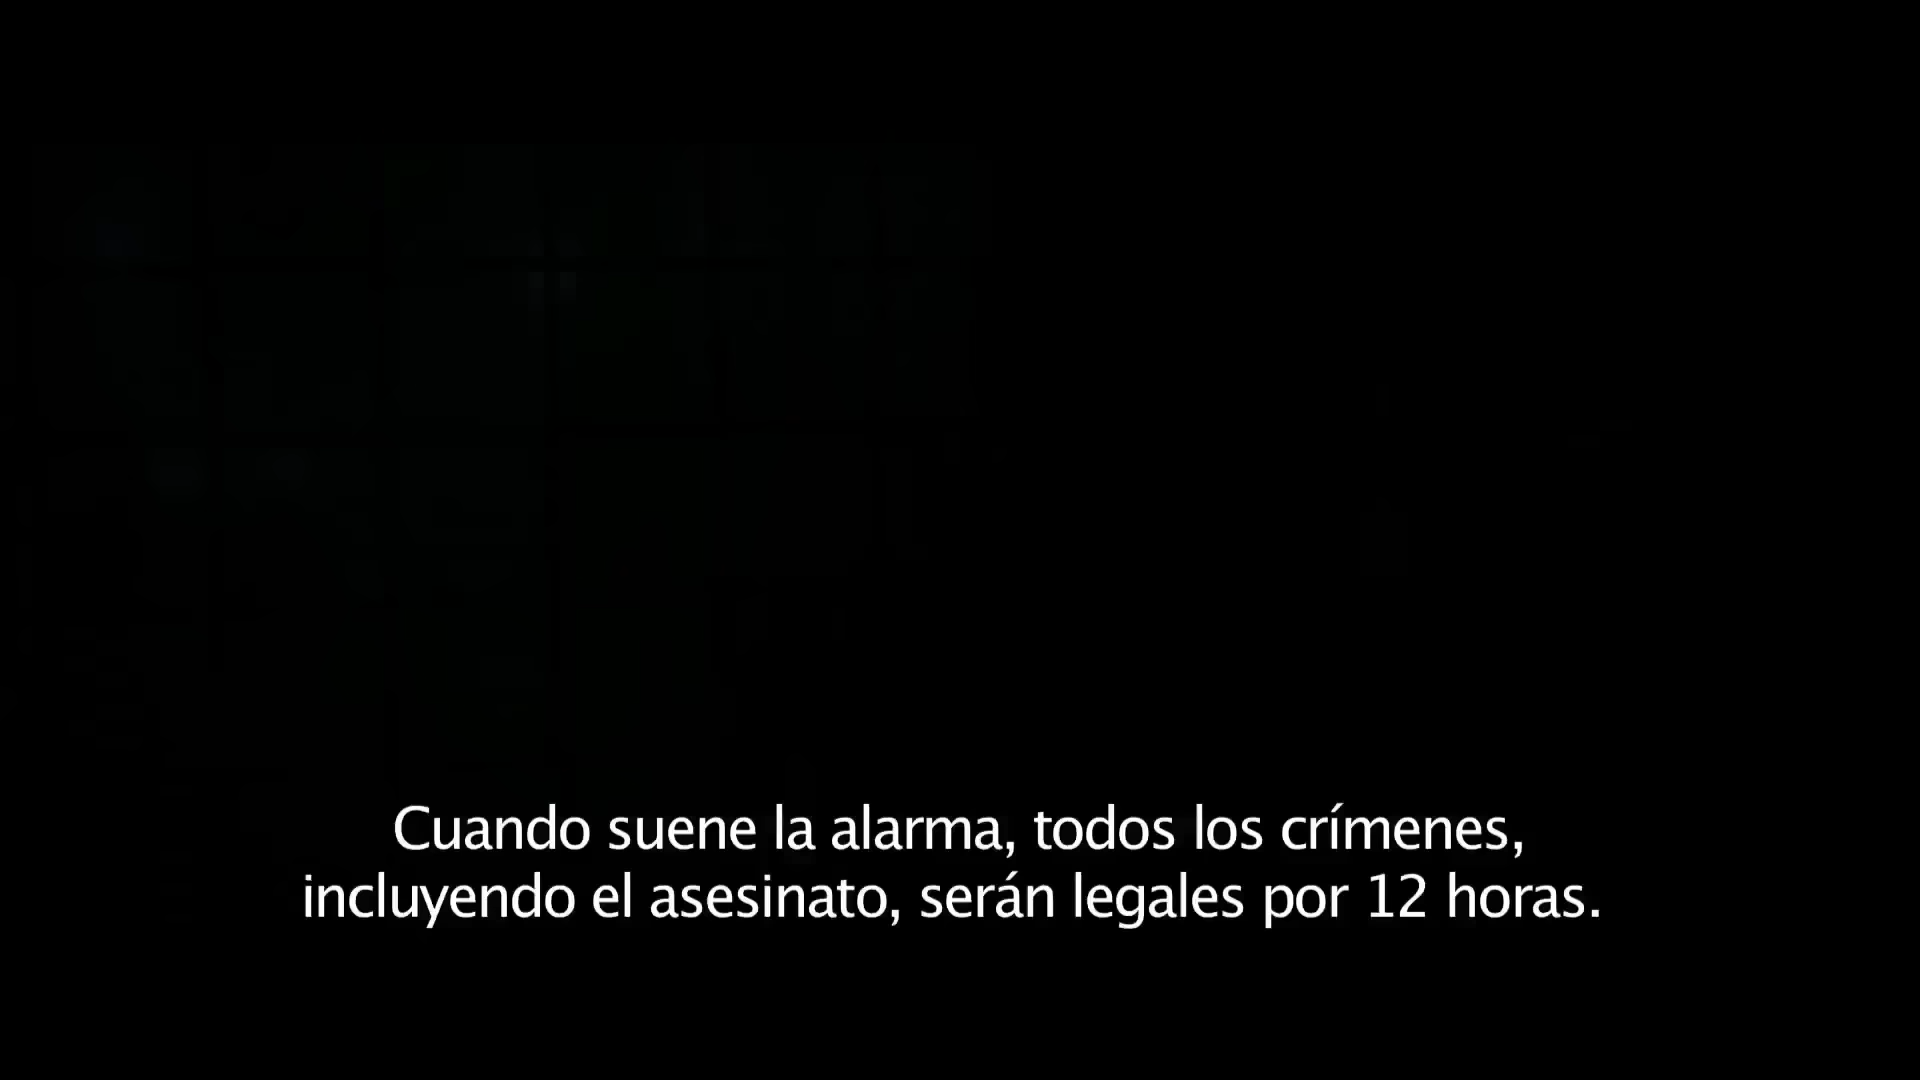 Cuando suene la alarma, todos los crímenes,
incluyendo el asesinato, serán legales por 12 horas.